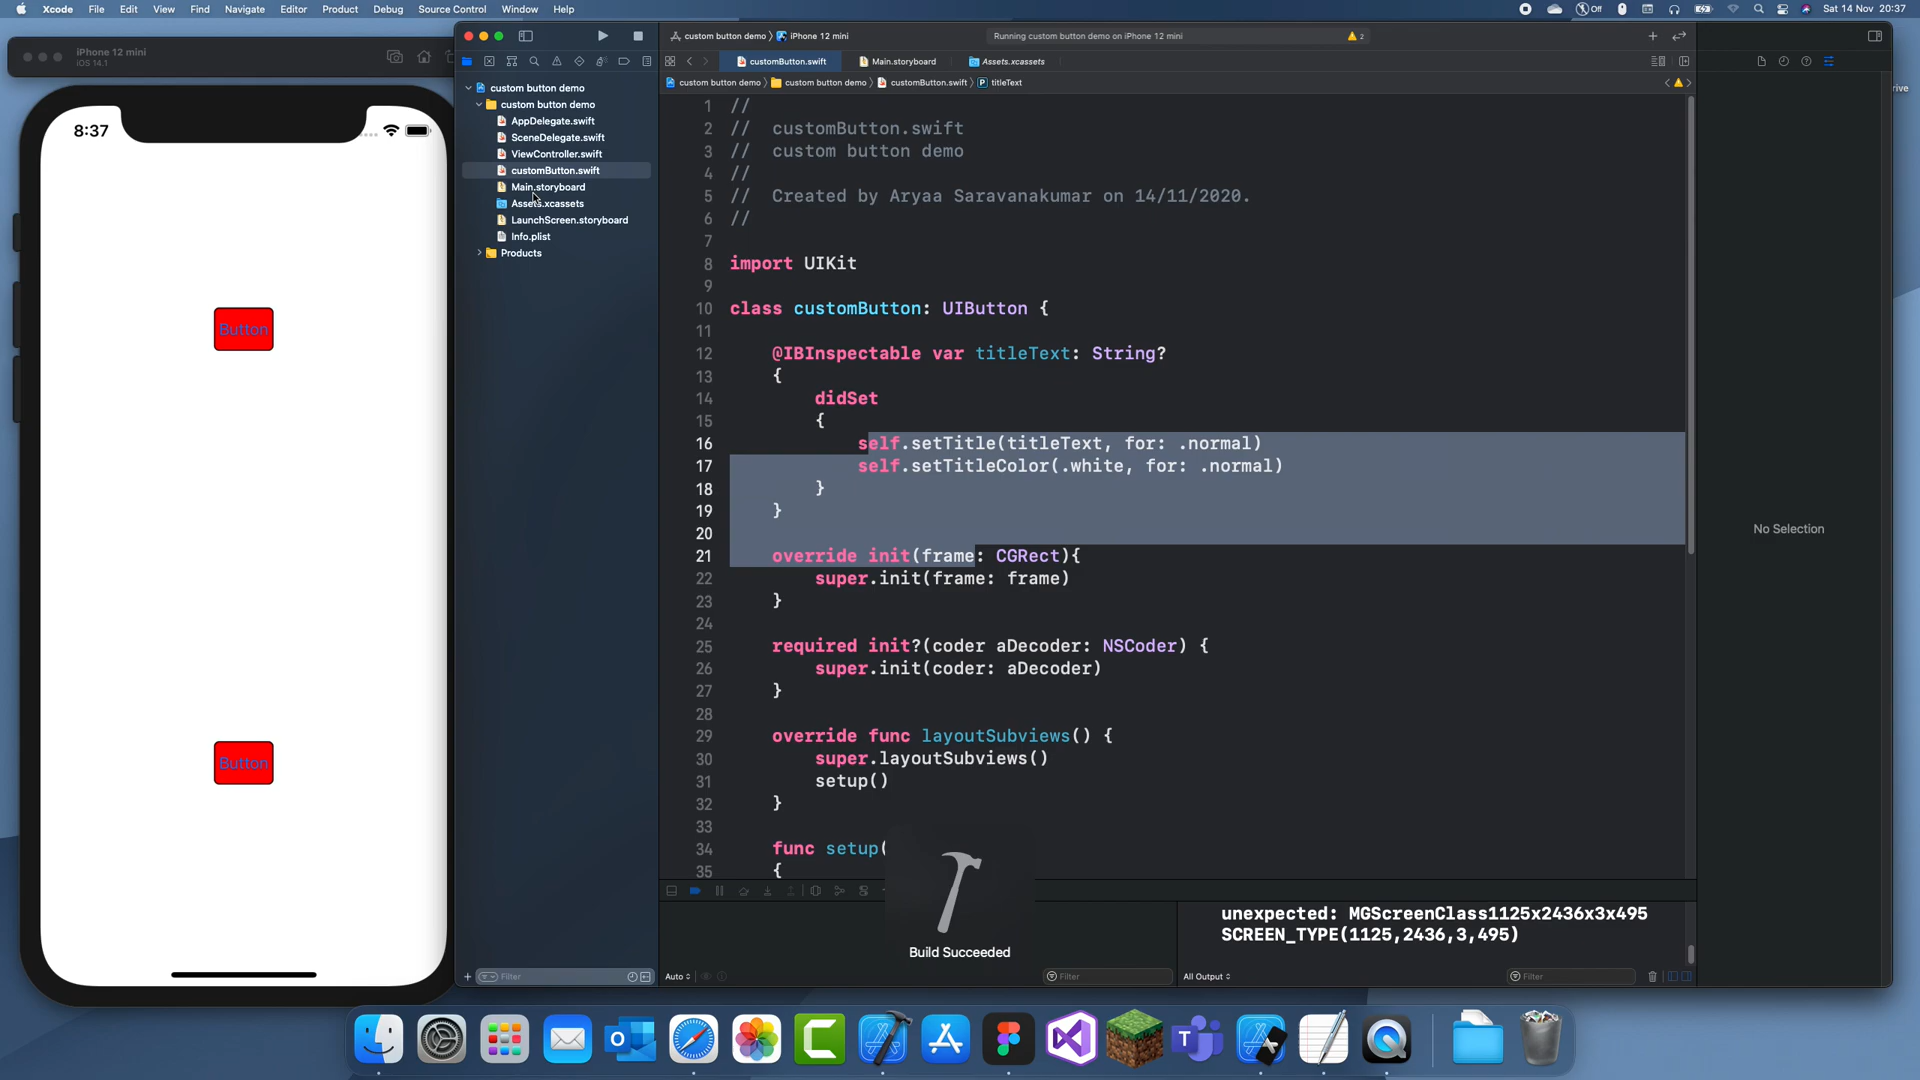 Xcode File Edit View Find Navigate Editor Product Debug Source Control Window Help
Off
Sat 14 Nov 20:37
iPhone 12 mini
iOS 14.1
custom button demo
iPhone 12 mini
Running custom button demo on iPhone 12 mini
2
customButton.swift
Main.storyboard
Assets.xcassets
custom button demo
custom button demo
customButton.swift
titleText
custom button demo
custom button demo
AppDelegate.swift
SceneDelegate.swift
ViewController.swift
customButton.swift
Main.storyboard
Assets.xcassets
LaunchScreen.storyboard
Info.plist
Products
8:37
Button
Button
1 //
2 // customButton.swift
3 // custom button demo
4 //
5 // Created by Aryaa Saravanakumar on 14/11/2020.
6 //
7
8 import UIKit
9
10 class customButton: UIButton {
11
12 @IBInspectable var titleText: String?
13 {
14 didSet
15 {
16 self.setTitle(titleText, for: .normal)
17 self.setTitleColor(.white, for: .normal)
18 }
19 }
20
21 override init(frame: CGRect){
22 super.init(frame: frame)
23 }
24
25 required init?(coder aDecoder: NSCoder) {
26 super.init(coder: aDecoder)
27 }
28
29 override func layoutSubviews() {
30 super.layoutSubviews()
31 setup()
32 }
33
34 func setup(
35 {
No Selection
Build Succeeded
unexpected: MGScreenClass1125x2436x3x495
SCREEN_TYPE(1125,2436,3,495)
Filter
Auto
Filter
All Output
Filter